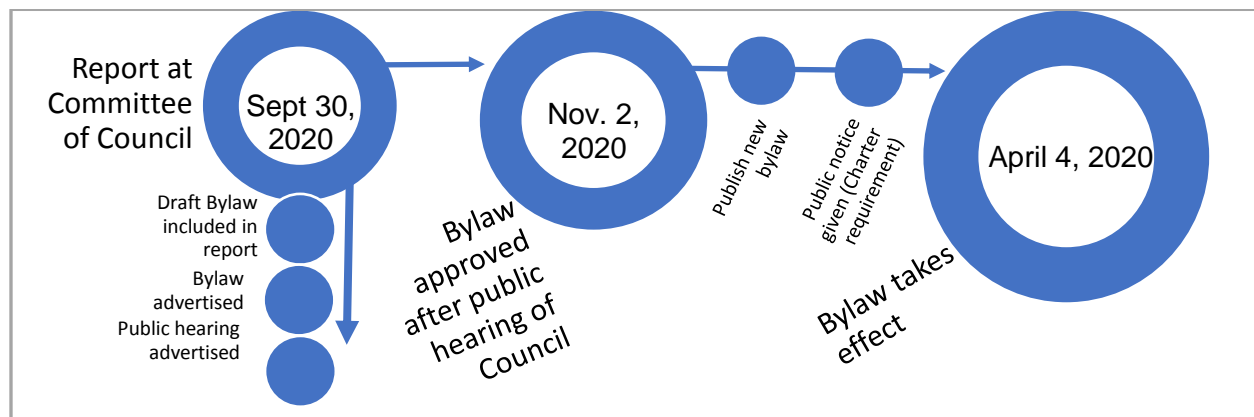 Report at
Committee
of Council
Sept 30,
2020
Draft Bylaw
included in
report
Bylaw
advertised
Public hearing
advertised
Nov. 2,
2020
Bylaw
approved
after public
hearing of
Council
Publish new
bylaw
Public notice
given (Charter
requirement)
April 4, 2020
Bylaw takes
effect